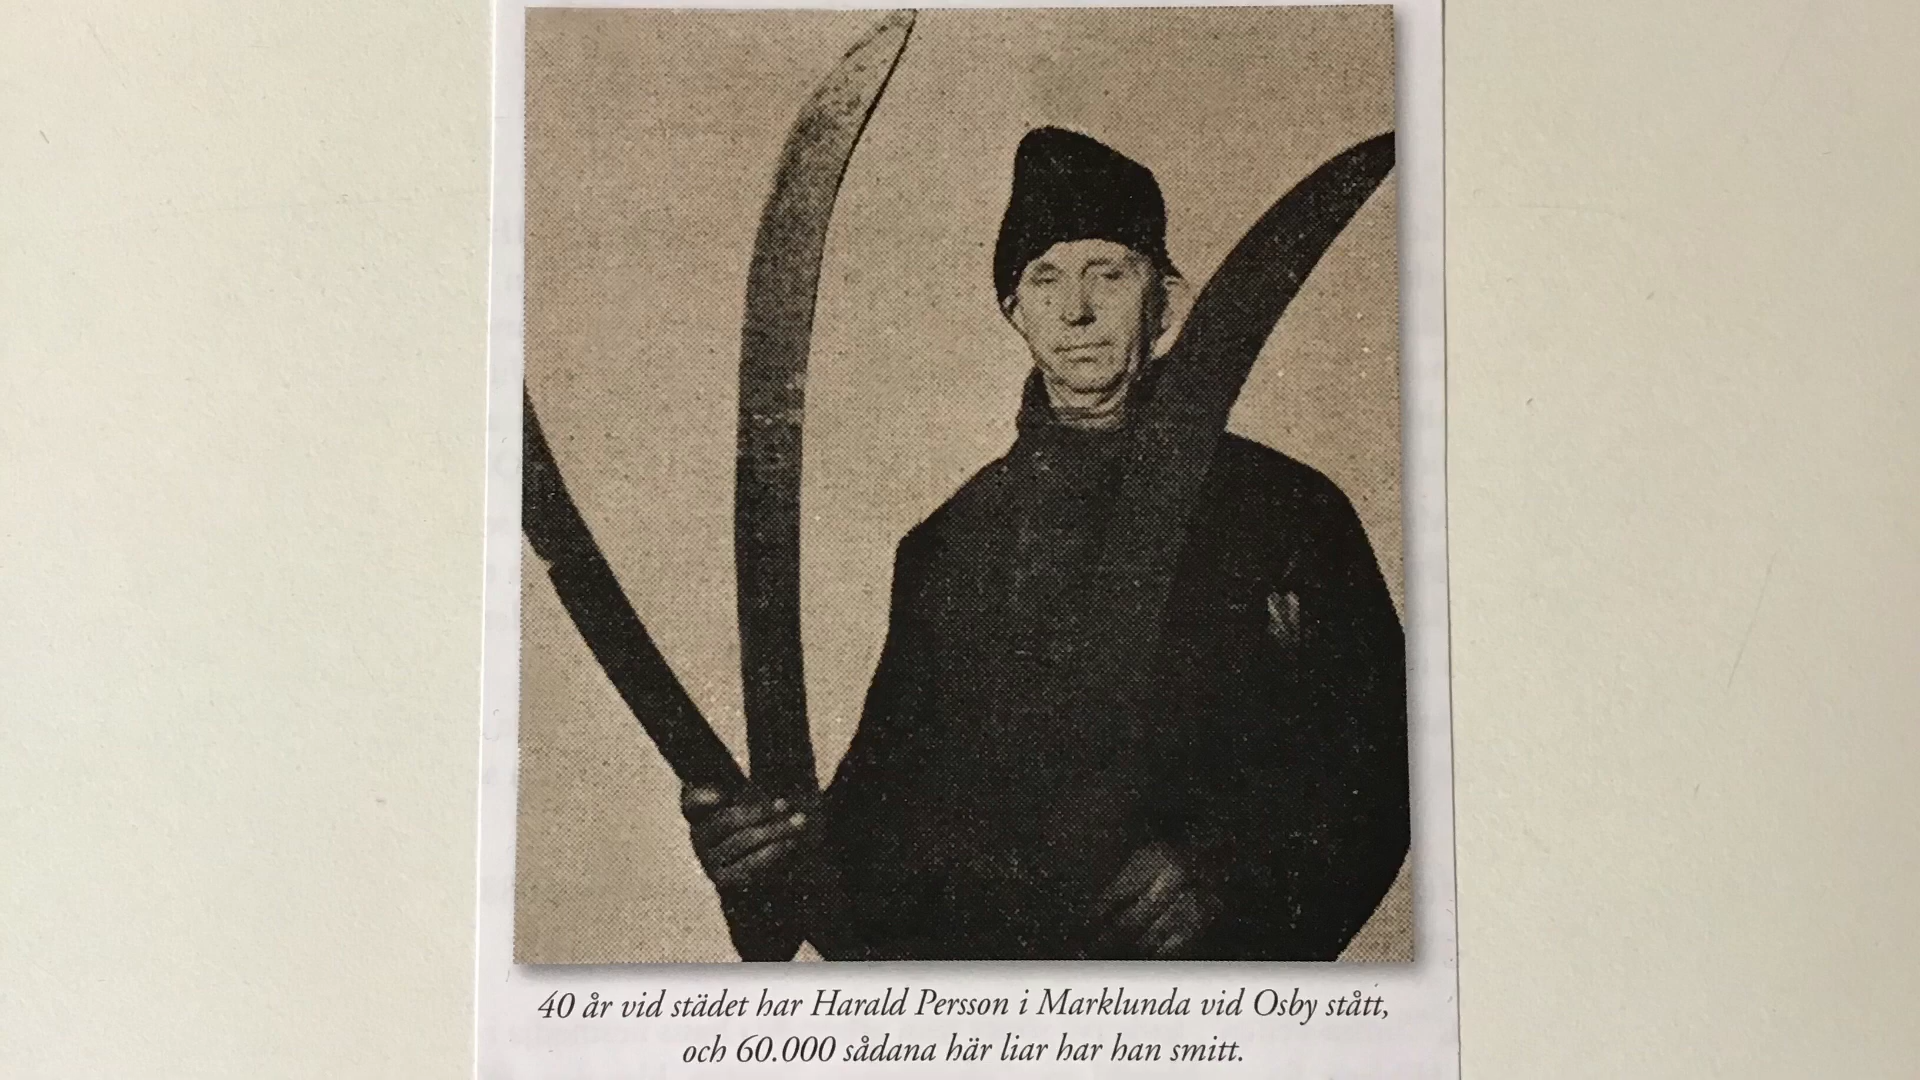 40 år vid städet har Harald Persson i Marklunda vid Osby stått,
och 60.000 sådana här liar har han smitt.